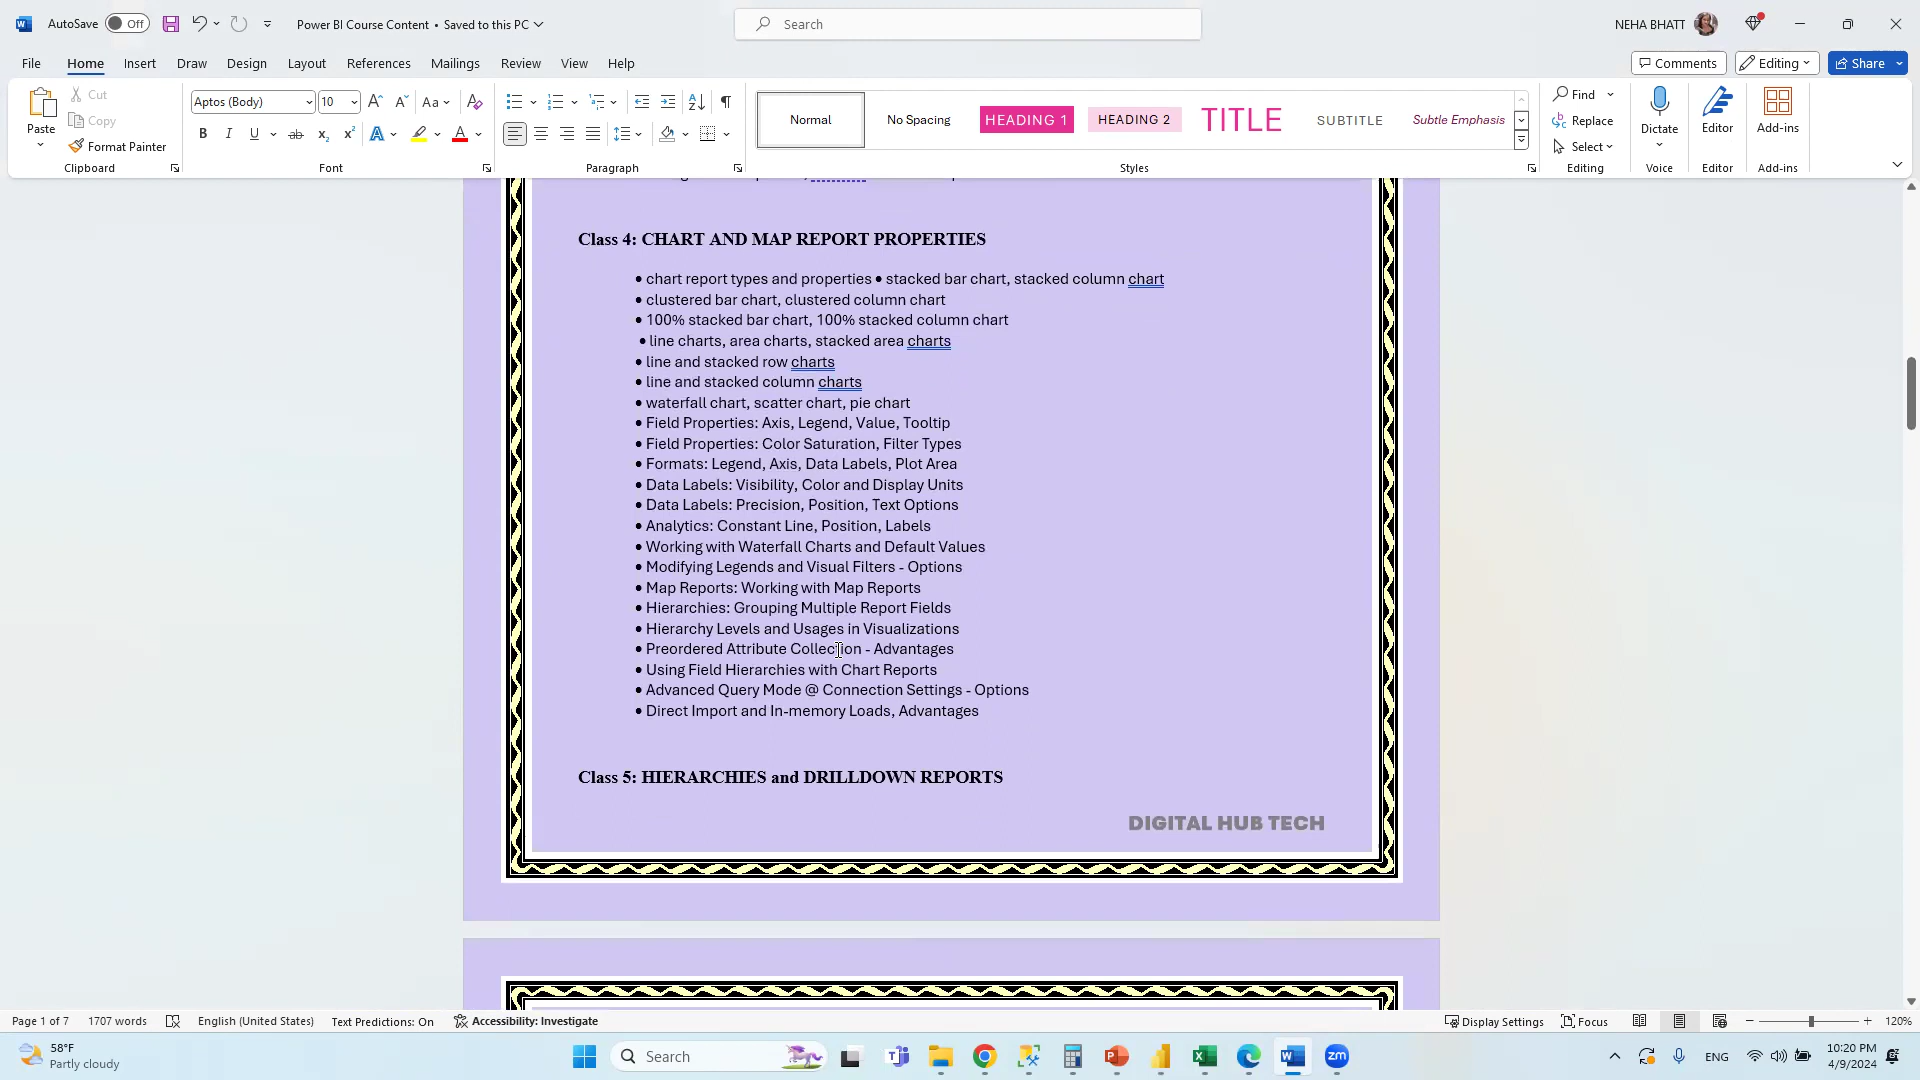 AutoSave Off Power BI Course Content • Saved to this PC Search NEHA BHATT
File Home Insert Draw Design Layout References Mailings Review View Help Comments Editing Share
Paste Cut Copy Format Painter Clipboard
Aptos (Body) 10 Font
Paragraph
Normal No Spacing HEADING 1 HEADING 2 TITLE SUBTITLE Subtle Emphasis Styles
Find Replace Select Editing
Dictate Voice
Editor Editor
Add-ins Add-ins
Class 4: CHART AND MAP REPORT PROPERTIES
• chart report types and properties • stacked bar chart, stacked column chart
• clustered bar chart, clustered column chart
• 100% stacked bar chart, 100% stacked column chart
• line charts, area charts, stacked area charts
• line and stacked row charts
• line and stacked column charts
• waterfall chart, scatter chart, pie chart
• Field Properties: Axis, Legend, Value, Tooltip
• Field Properties: Color Saturation, Filter Types
• Formats: Legend, Axis, Data Labels, Plot Area
• Data Labels: Visibility, Color and Display Units
• Data Labels: Precision, Position, Text Options
• Analytics: Constant Line, Position, Labels
• Working with Waterfall Charts and Default Values
• Modifying Legends and Visual Filters - Options
• Map Reports: Working with Map Reports
• Hierarchies: Grouping Multiple Report Fields
• Hierarchy Levels and Usages in Visualizations
• Preordered Attribute Collection - Advantages
• Using Field Hierarchies with Chart Reports
• Advanced Query Mode @ Connection Settings - Options
• Direct Import and In-memory Loads, Advantages
Class 5: HIERARCHIES and DRILLDOWN REPORTS
DIGITAL HUB TECH
Page 1 of 7 1707 words English (United States) Text Predictions: On Accessibility: Investigate Display Settings Focus 120%
58°F
Partly cloudy
Search
ENG
10:20 PM
4/9/2024